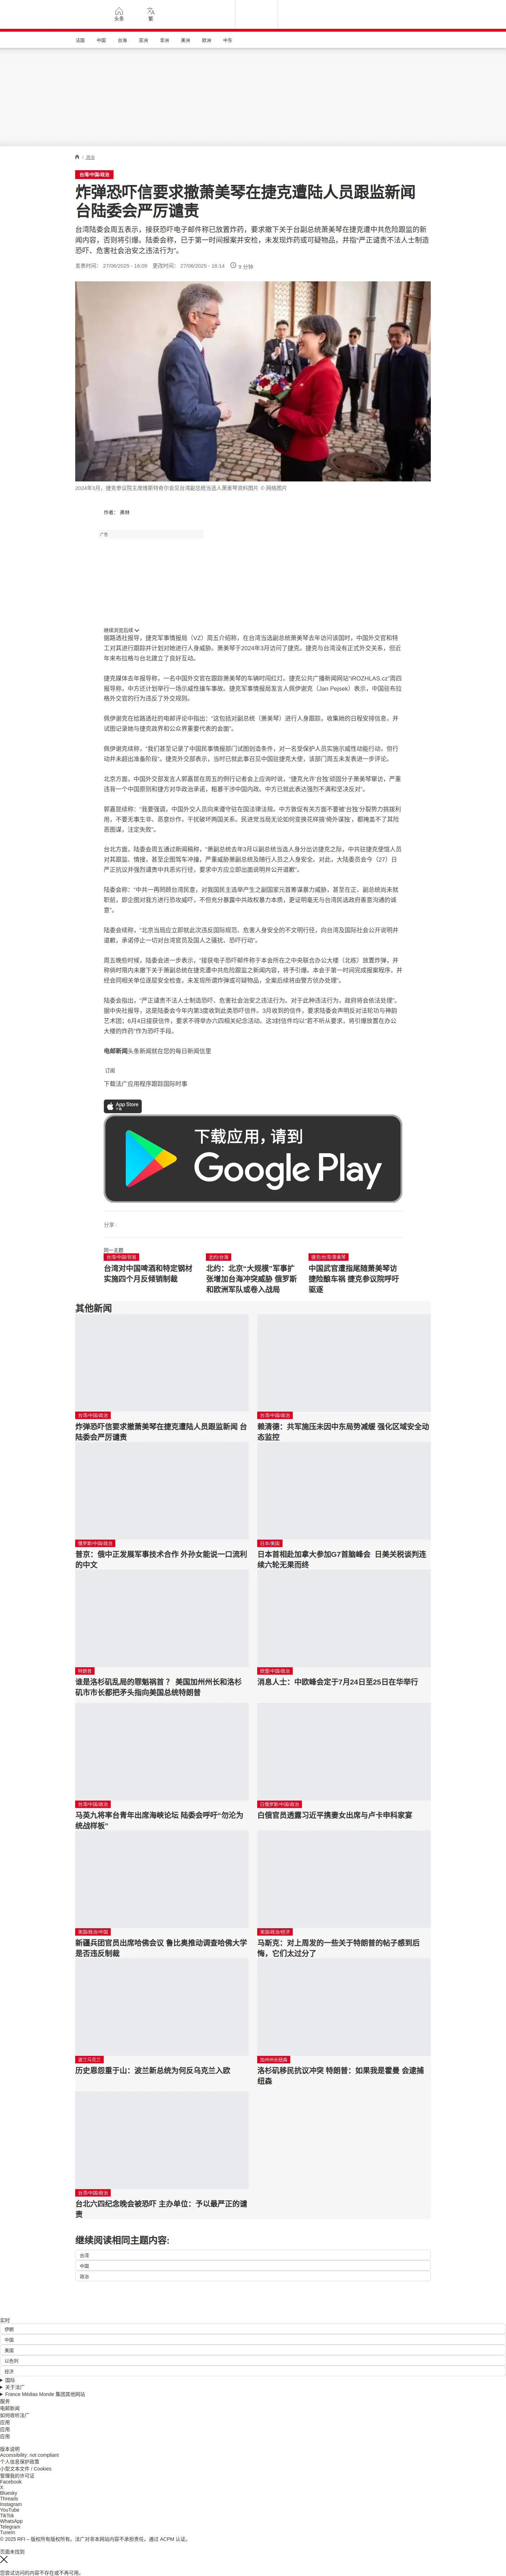 头条
繁
法国
中国
台海
亚洲
非洲
美洲
欧洲
中东
/ 政治
台湾/中国/政治
炸弹恐吓信要求撤萧美琴在捷克遭陆人员跟监新闻
台陆委会严厉谴责
台湾陆委会周五表示，接获恐吓电子邮件称已放置炸药，要求撤下关于台副总统萧美琴在捷克遭中共危险跟监的新
闻内容，否则将引爆。陆委会称，已于第一时间报案并安检，未发现炸药或可疑物品，并指“严正谴责不法人士制造
恐吓、危害社会治安之违法行为”。
发表时间： 27/06/2025 - 16:09 更改时间： 27/06/2025 - 16:14 9 分钟
2024年3月，捷克参议院主席维斯特奇尔会见台湾副总统当选人萧美琴资料图片 © 网络图片
作者： 弗林
广告
继续浏览后续
据路透社报导，捷克军事情报局（VZ）周五介绍称，在台湾当选副总统萧美琴去年访问该国时，中国外交官和特
工对其进行跟踪并计划对她进行人身威胁。萧美琴于2024年3月访问了捷克。捷克与台湾没有正式外交关系，但近
年来布拉格与台北建立了良好互动。
捷克媒体去年报导称，一名中国外交官在跟踪萧美琴的车辆时闯红灯。捷克公共广播新闻网站“iROZHLAS.cz”周四
报导称，中方还计划举行一场示威性撞车事故。捷克军事情报局发言人佩伊谢克（Jan Pejsek）表示，中国驻布拉
格外交官的行为违反了外交规则。
佩伊谢克在给路透社的电邮评论中指出：“这包括对副总统（萧美琴）进行人身跟踪，收集她的日程安排信息，并
试图记录她与捷克政界和公众界重要代表的会面”。
佩伊谢克续称，“我们甚至记录了中国民事情报部门试图创造条件，对一名受保护人员实施示威性动能行动，但行
动并未超出准备阶段”。捷克外交部表示，当时已就此事召见中国驻捷克大使，该部门周五未发表进一步评论。
北京方面，中国外交部发言人郭嘉昆在周五的例行记者会上应询时说，“捷克允许‘台独’顽固分子萧美琴窜访，严重
违背一个中国原则和捷方对华政治承诺，粗暴干涉中国内政。中方已就此表达强烈不满和坚决反对”。
郭嘉昆续称：“我要强调，中国外交人员向来遵守驻在国法律法规。中方敦促有关方面不要被‘台独’分裂势力挑拨利
用，不要无事生非、恶意炒作，干扰破坏两国关系。民进党当局无论如何变换花样搞‘倚外谋独’，都掩盖不了其险
恶图谋，注定失败”。
台北方面，陆委会周五通过新闻稿称，“萧副总统去年3月以副总统当选人身分出访捷克之际，中共驻捷克使馆人员
对其跟监、情搜，甚至企图驾车冲撞，严重威胁萧副总统及随行人员之人身安全。对此，大陆委员会今（27）日
严正抗议并强烈谴责中共恶劣行径，要求中方应立即出面说明并公开道歉”。
陆委会称：“中共一再罔顾台湾民意，对我国民主选举产生之副国家元首筹谋暴力威胁，甚至在正、副总统尚未就
职前，即企图对我方进行恐攻威吓，不但充分暴露中共政权暴力本质，更证明毫无与台湾民选政府善意沟通的诚
意”。
陆委会续称，“北京当局应立即就此次违反国际规范、危害人身安全的不文明行径，向台湾及国际社会公开说明并
道歉，承诺停止一切对台湾官员及国人之骚扰、恐吓行动”。
周五晚些时候，陆委会进一步表示，“接获电子恐吓邮件称于本会所在之中央联合办公大楼（北栋）放置炸弹，并
称倘时限内未撤下关于萧副总统在捷克遭中共危险跟监之新闻内容，将予引爆。本会于第一时间完成报案程序，并
经会同相关单位逐层安全检查，未发现所谓炸弹或可疑物品，全案后续将由警方侦办处理”。
陆委会指出，“严正谴责不法人士制造恐吓、危害社会治安之违法行为。对于此种违法行为，政府将会依法处理”。
据中央社报导，这是陆委会今年内第3度收到此类恐吓信件。3月收到的信件，要求陆委会声明反对法轮功与神韵
艺术团；6月4日接获信件，要求不得举办六四相关纪念活动。这3封信件均以“若不听从要求，将引爆放置在办公
大楼的炸药”作为恐吓手段。
电邮新闻头条新闻就在您的每日新闻信里
订阅
下载法广应用程序跟踪国际时事
App Store
下载
下载应用，请到
Google Play
分享 :
同一主题
台湾/中国/贸易
台湾对中国啤酒和特定钢材
实施四个月反倾销制裁
北约/台海
北约：北京“大规模”军事扩
张增加台海冲突威胁 俄罗斯
和欧洲军队或卷入战局
捷克/台湾/萧美琴
中国武官遭指尾随萧美琴访
捷险酿车祸 捷克参议院呼吁
驱逐
其他新闻
台湾/中国/政治
炸弹恐吓信要求撤萧美琴在捷克遭陆人员跟监新闻 台
陆委会严厉谴责
台湾/中国/政治
赖清德：共军施压未因中东局势减缓 强化区域安全动
态监控
俄罗斯/中国/政治
普京：俄中正发展军事技术合作 外孙女能说一口流利
的中文
日本/美国
日本首相赴加拿大参加G7首脑峰会 日美关税谈判连
续六轮无果而终
特朗普
谁是洛杉矶乱局的罪魁祸首 ？ 美国加州州长和洛杉
矶市市长都把矛头指向美国总统特朗普
欧盟/中国/政治
消息人士：中欧峰会定于7月24日至25日在华举行
台湾/中国/政治
马英九将率台青年出席海峡论坛 陆委会呼吁“勿沦为
统战样板”
白俄罗斯/中国/政治
白俄官员透露习近平携妻女出席与卢卡申科家宴
美国/政治/中国
新疆兵团官员出席哈佛会议 鲁比奥推动调查哈佛大学
是否违反制裁
美国/政治/经济
马斯克：对上周发的一些关于特朗普的帖子感到后
悔，它们太过分了
波兰乌克兰
历史恩怨重于山：波兰新总统为何反乌克兰入欧
加州州长纽森
洛杉矶移民抗议冲突 特朗普：如果我是霍曼 会逮捕
纽森
台湾/中国/政治
台北六四纪念晚会被恐吓 主办单位：予以最严正的谴
责
继续阅读相同主题内容:
台湾
中国
政治
实时
伊朗
中国
美国
以色列
经济
国际
关于法广
France Médias Monde 集团其他网站
服务
电邮新闻
如何收听法广
应用
应用
应用
版本说明
Accessibility: not compliant
个人信息保护政策
小型文本文件 / Cookies
管理我的许可证
Facebook
X
Bluesky
Threads
Instagram
YouTube
TikTok
WhatsApp
Telegram
TuneIn
© 2025 RFI – 版权所有版权所有。法广对非本网站内容不承担责任。通过 ACPM 认证。
页面未找到
您尝试访问的内容不存在或不再可用。